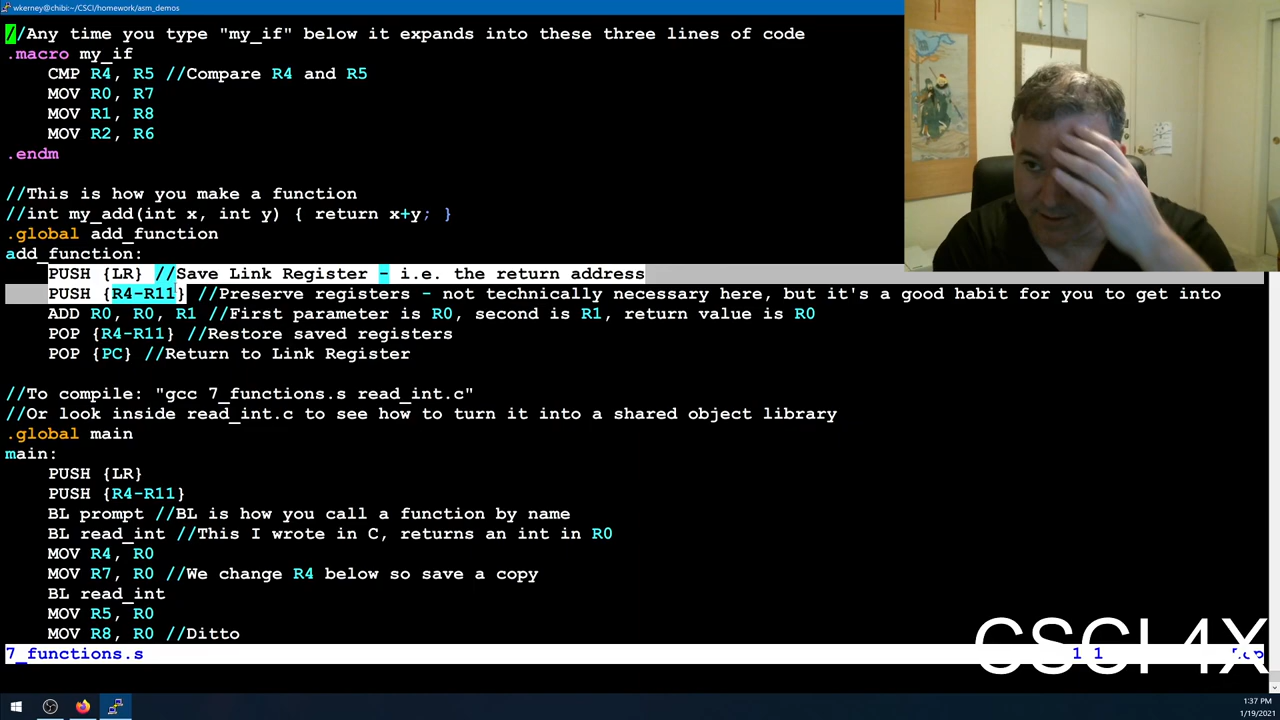 wkerney@chibi:~/CSCI/homework/asm_demos
//Any time you type "my_if" below it expands into these three lines of code
.macro my_if
CMP R4, R5 //Compare R4 and R5
MOV R0, R7
MOV R1, R8
MOV R2, R6
.endm
//This is how you make a function
//int my_add(int x, int y) { return x+y; }
.global add_function
add_function:
PUSH {LR} //Save Link Register - i.e. the return address
PUSH {R4-R11} //Preserve registers - not technically necessary here, but it's a good habit for you to get into
ADD R0, R0, R1 //First parameter is R0, second is R1, return value is R0
POP {R4-R11} //Restore saved registers
POP {PC} //Return to Link Register
//To compile: "gcc 7_functions.s read_int.c"
//Or look inside read_int.c to see how to turn it into a shared object library
.global main
main:
PUSH {LR}
PUSH {R4-R11}
BL prompt //BL is how you call a function by name
BL read_int //This I wrote in C, returns an int in R0
MOV R4, R0
MOV R7, R0 //We change R4 below so save a copy
BL read_int
MOV R5, R0
MOV R8, R0 //Ditto
7_functions.s
CSCI 4X
1:37 PM
1/19/2021